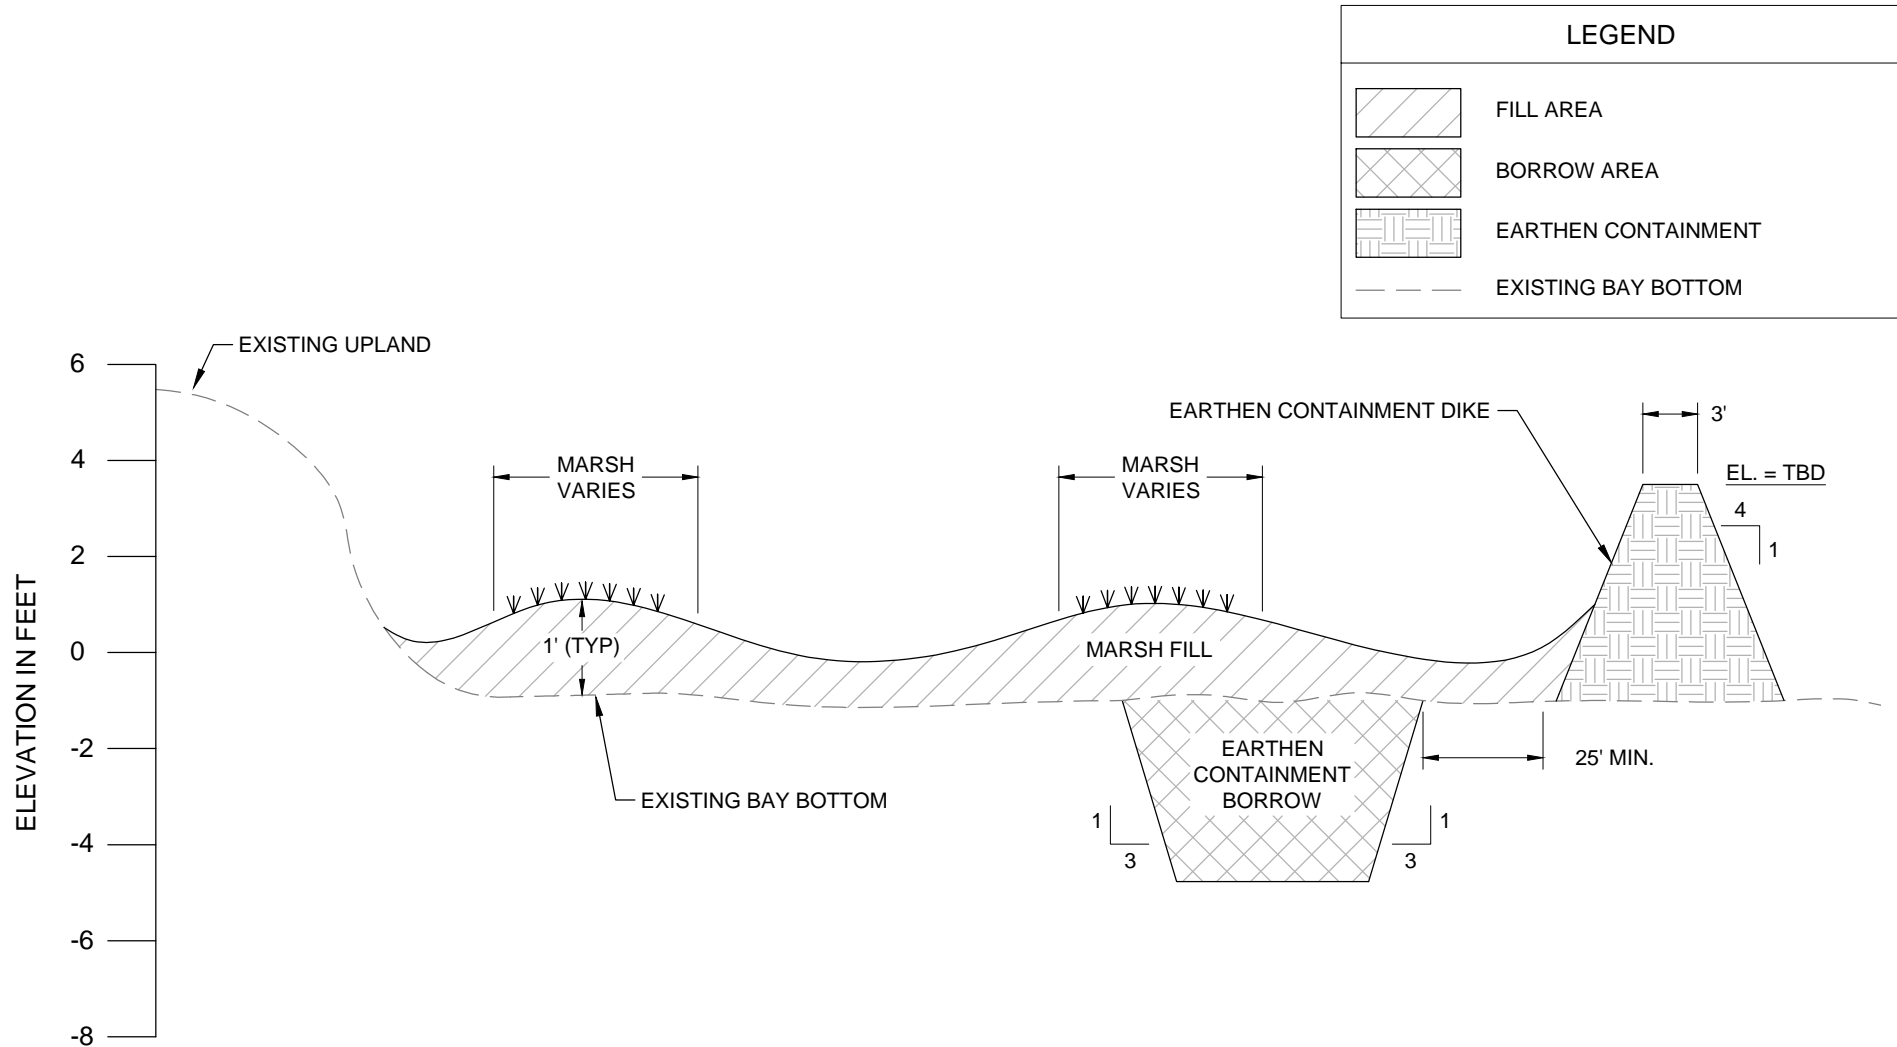 LEGEND
FILL AREA
BORROW AREA
EARTHEN CONTAINMENT
EXISTING BAY BOTTOM
EXISTING UPLAND
6
4
2
0
-2
-4
-6
-8
ELEVATION IN FEET
MARSH
VARIES
MARSH
VARIES
EARTHEN CONTAINMENT DIKE
3'
EL. = TBD
4
1
1' (TYP)
MARSH FILL
EXISTING BAY BOTTOM
EARTHEN
CONTAINMENT
BORROW
25' MIN.
1
3
1
3